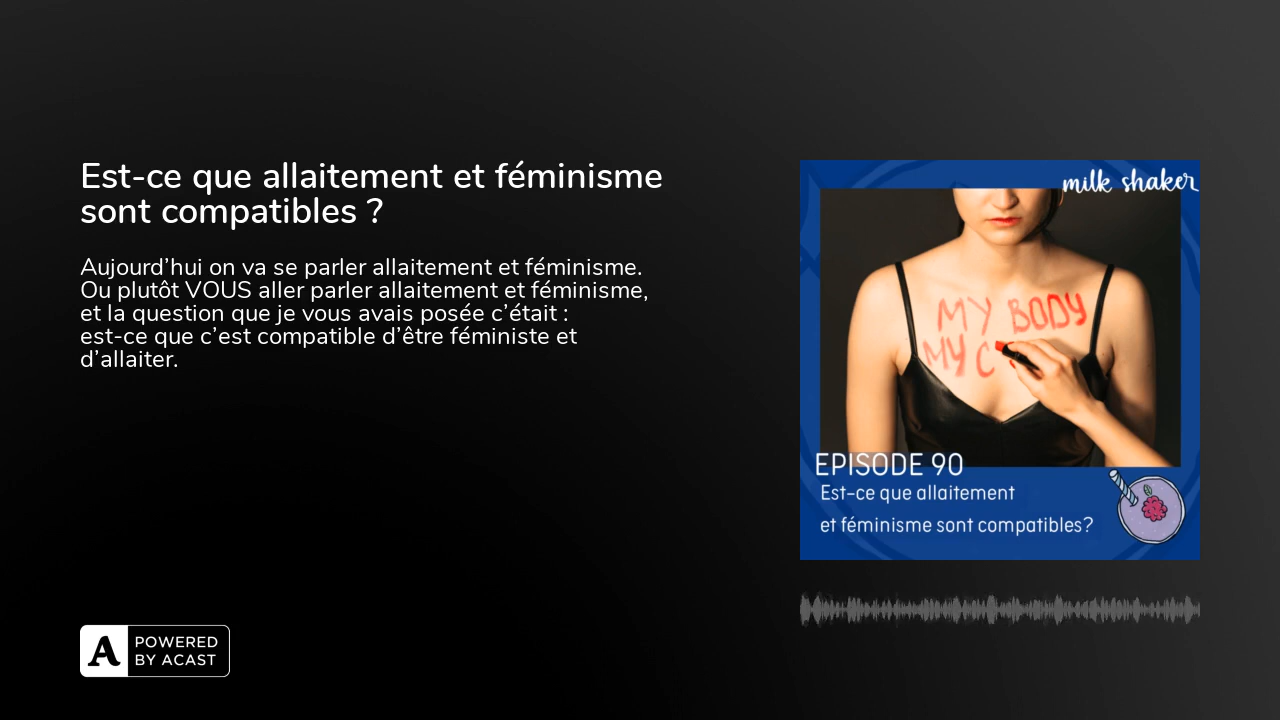 Est-ce que allaitement et féminisme
sont compatibles ?
Aujourd’hui on va se parler allaitement et féminisme.
Ou plutôt VOUS aller parler allaitement et féminisme,
et la question que je vous avais posée c’était :
est-ce que c’est compatible d’être féministe et
d’allaiter.
milk shaker
MY BODY
MY C
EPISODE 90
Est-ce que allaitement
et féminisme sont compatibles?
A POWERED
BY ACAST